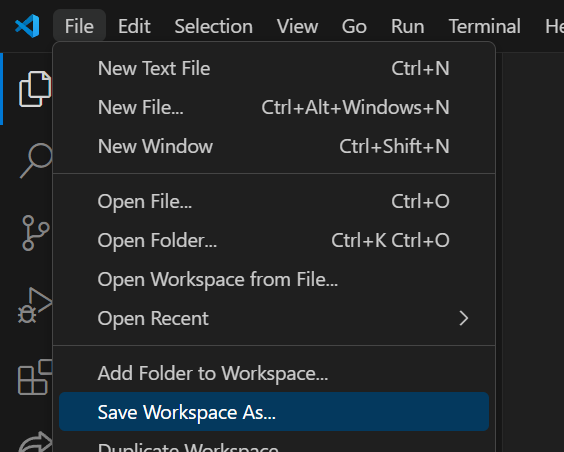 File Edit Selection View Go Run Terminal He
New Text File Ctrl+N
New File... Ctrl+Alt+Windows+N
New Window Ctrl+Shift+N
Open File... Ctrl+O
Open Folder... Ctrl+K Ctrl+O
Open Workspace from File...
Open Recent
Add Folder to Workspace...
Save Workspace As...
Duplicate Workspace